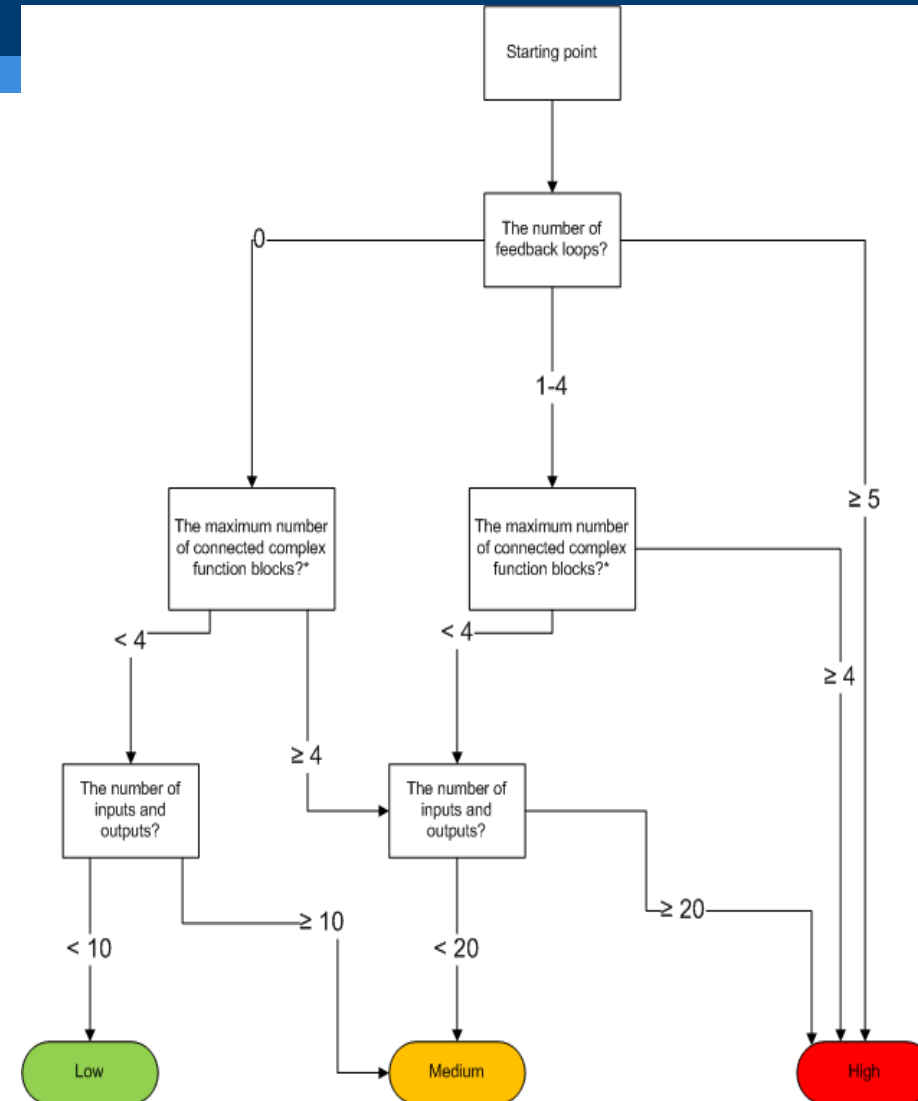 Starting point
The number of
feedback loops?
0
1-4
≥ 5
The maximum number
of connected complex
function blocks?*
The maximum number
of connected complex
function blocks?*
< 4
≥ 4
< 4
≥ 4
The number of
inputs and
outputs?
The number of
inputs and
outputs?
< 10
≥ 10
< 20
≥ 20
Low
Medium
High